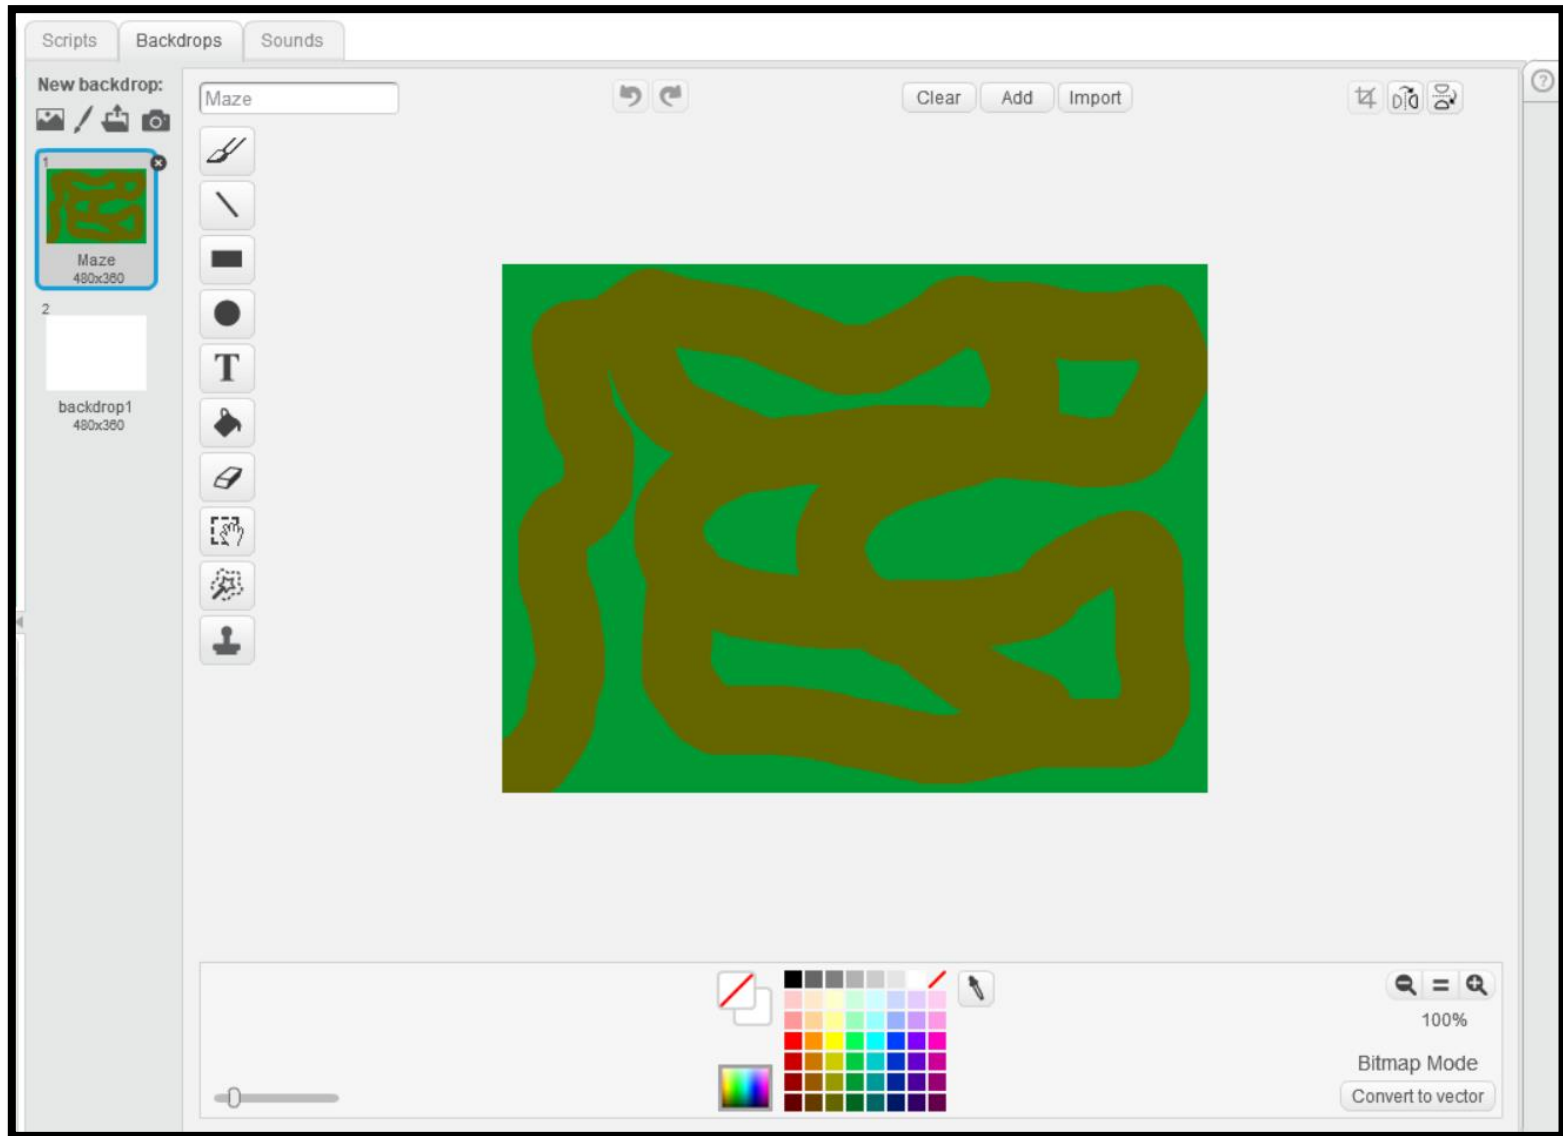 Scripts Backdrops Sounds
New backdrop:
Maze
Clear Add Import
1
Maze
480x360
2
backdrop1
480x360
T
100%
Bitmap Mode
Convert to vector